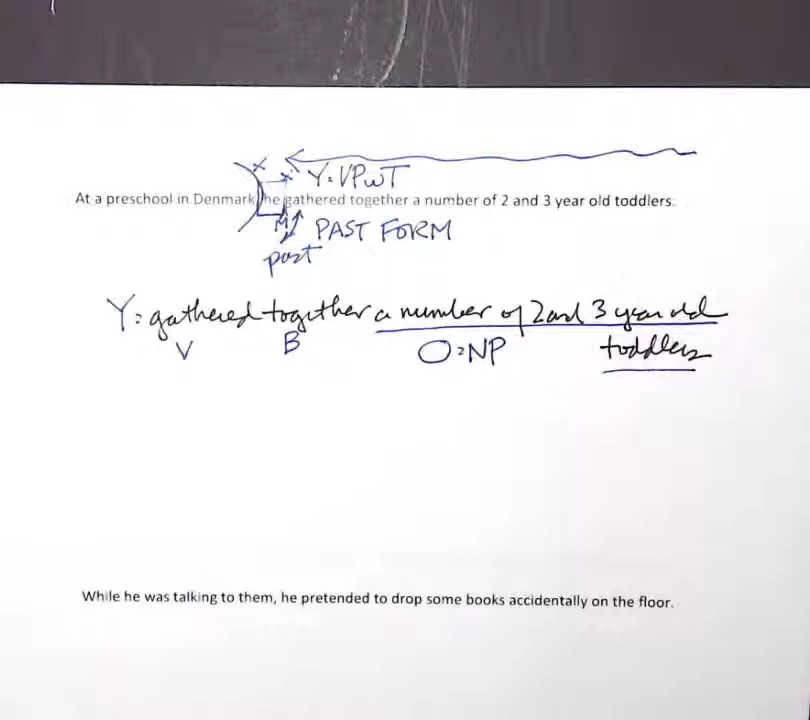 Y=VPwT
At a preschool in Denmark, he gathered together a number of 2 and 3 year old toddlers.
PAST FORM
past
Y= gathered together a number of 2 and 3 year old
V B O=NP toddlers
While he was talking to them, he pretended to drop some books accidentally on the floor.